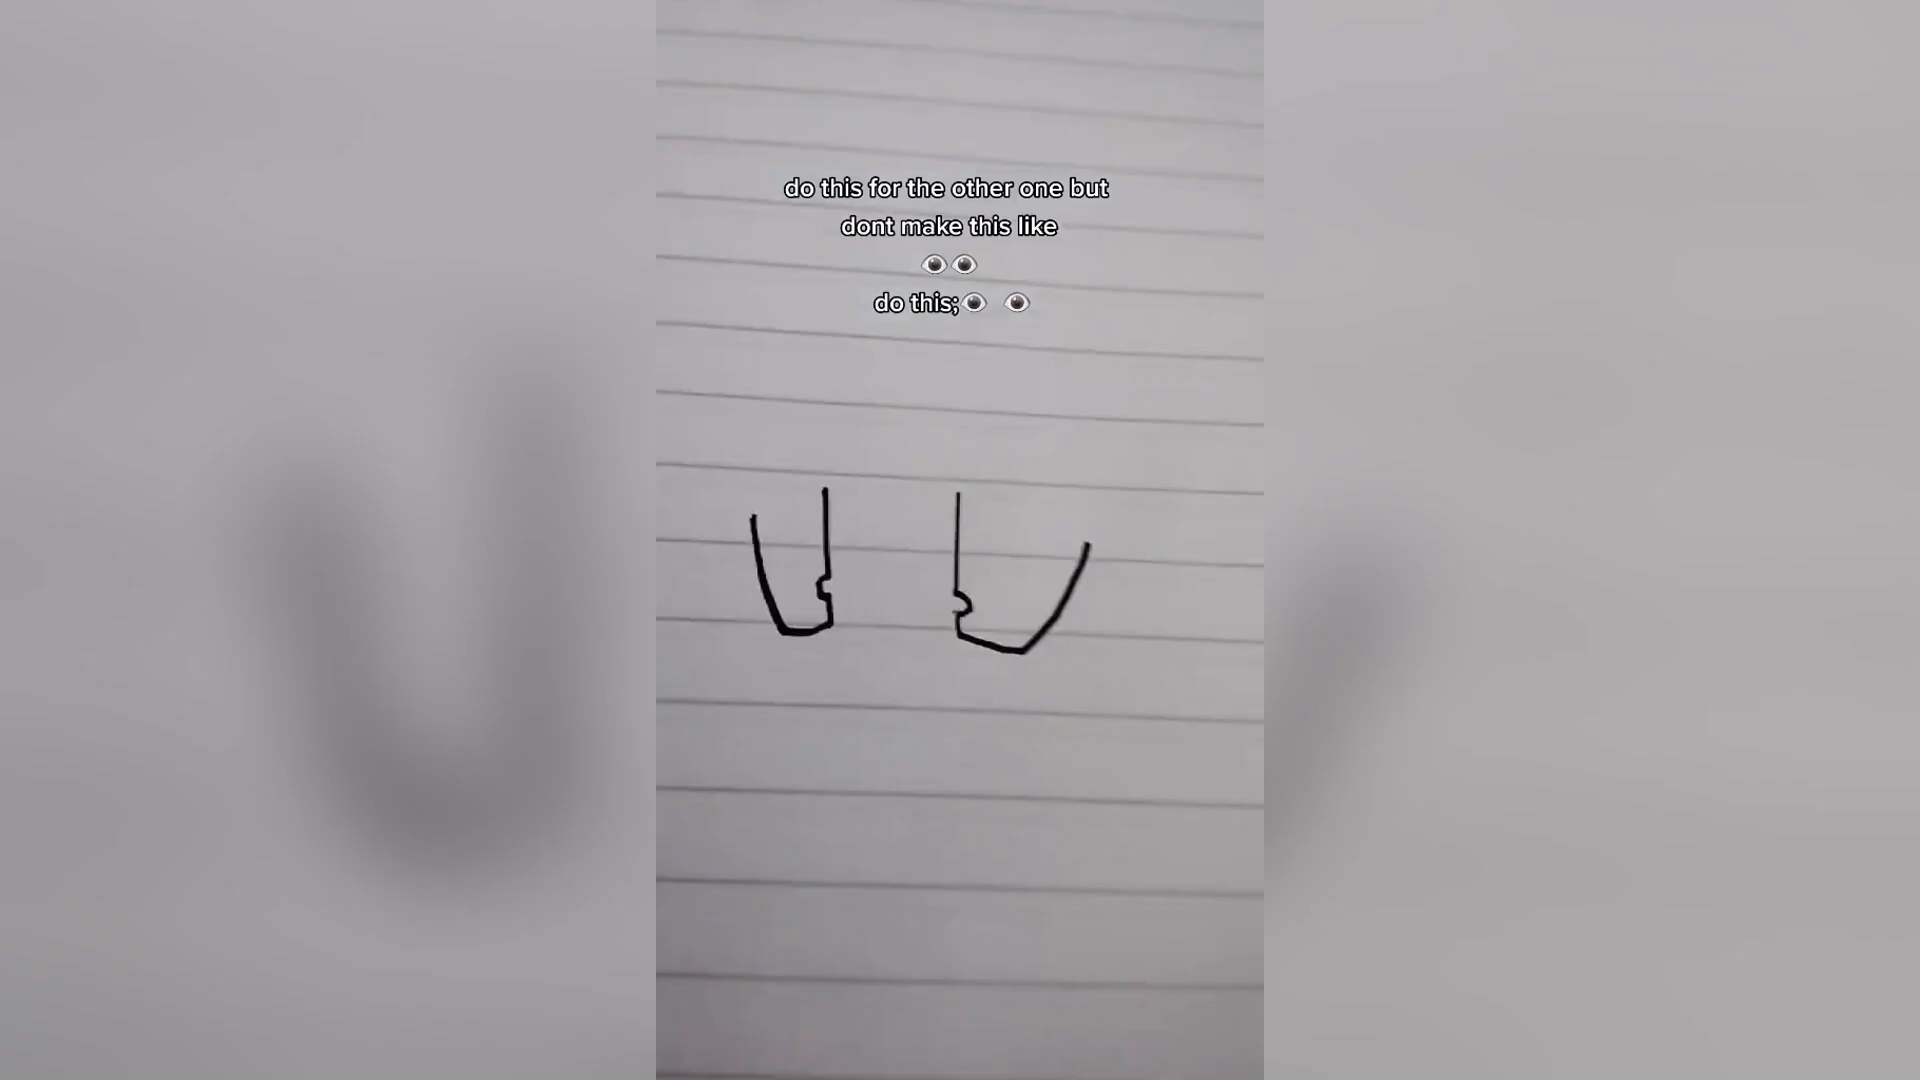 do this for the other one but
dont make this like
👁👁
do this;👁 👁